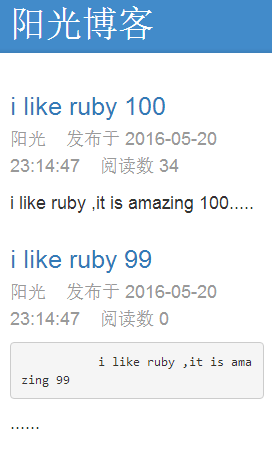 阳光博客
i like ruby 100
阳光 发布于 2016-05-20
23:14:47 阅读数 34
i like ruby ,it is amazing 100.....
i like ruby 99
阳光 发布于 2016-05-20
23:14:47 阅读数 0
i like ruby ,it is ama
zing 99
......